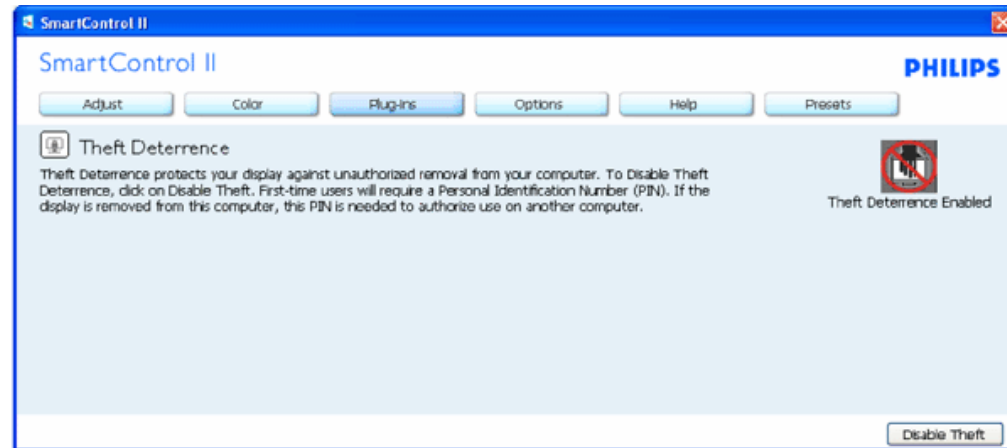 SmartControl II
SmartControl II
PHILIPS
Adjust Color Plug-Ins Options Help Presets
Theft Deterrence
Theft Deterrence protects your display against unauthorized removal from your computer. To Disable Theft
Deterrence, click on Disable Theft. First-time users will require a Personal Identification Number (PIN). If the
display is removed from this computer, this PIN is needed to authorize use on another computer.
Theft Deterrence Enabled
Disable Theft